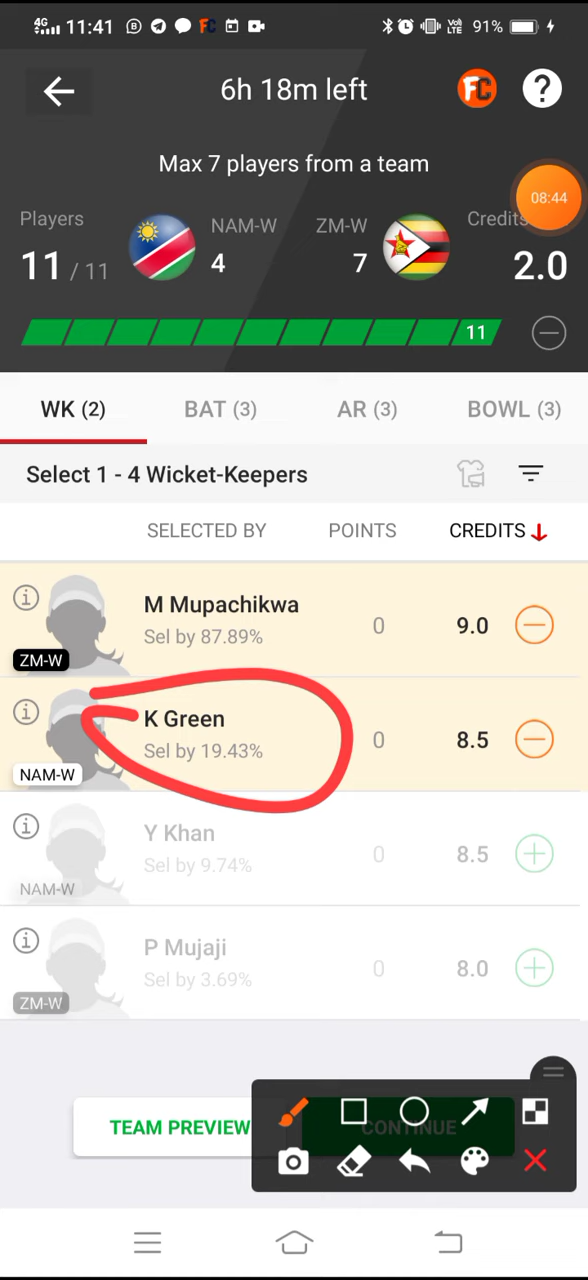 4G 11:41 VoI LTE 91%
6h 18m left FC ?
Max 7 players from a team
08:44
Players NAM-W ZM-W Credits
11 / 11 4 7 2.0
11
WK (2) BAT (3) AR (3) BOWL (3)
Select 1 - 4 Wicket-Keepers
SELECTED BY POINTS CREDITS
M Mupachikwa
Sel by 87.89% 0 9.0
ZM-W
K Green
Sel by 19.43% 0 8.5
NAM-W
Y Khan
Sel by 9.74% 0 8.5
NAM-W
P Mujaji
Sel by 3.69% 0 8.0
ZM-W
TEAM PREVIEW CONTINUE